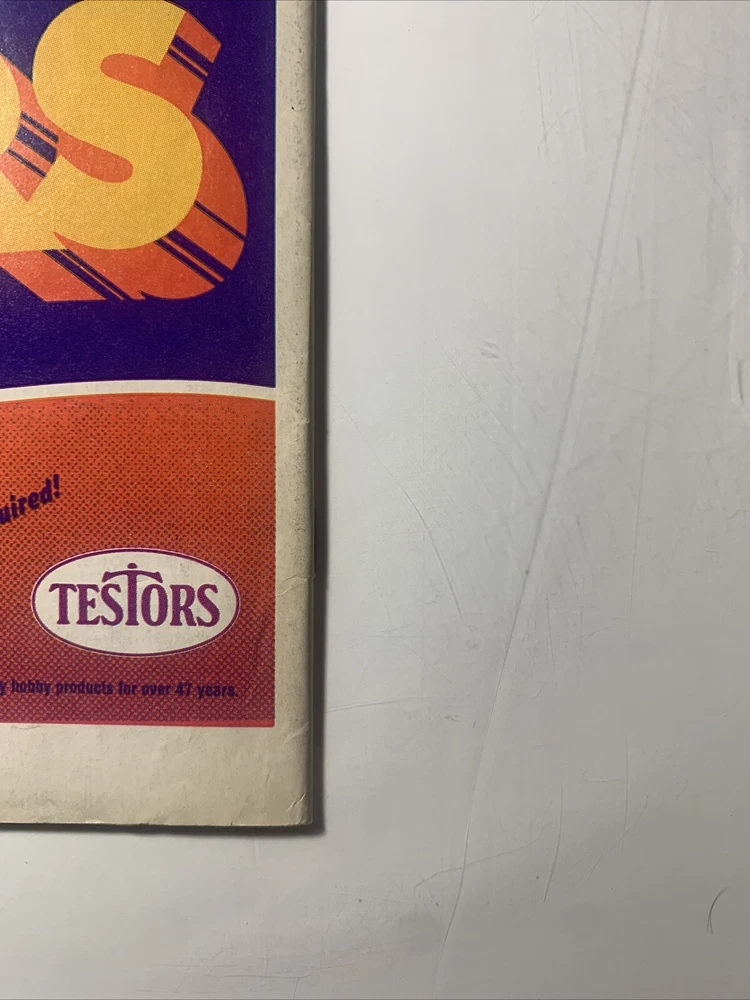 S
uired!
TESTORS
y hobby products for over 47 years.